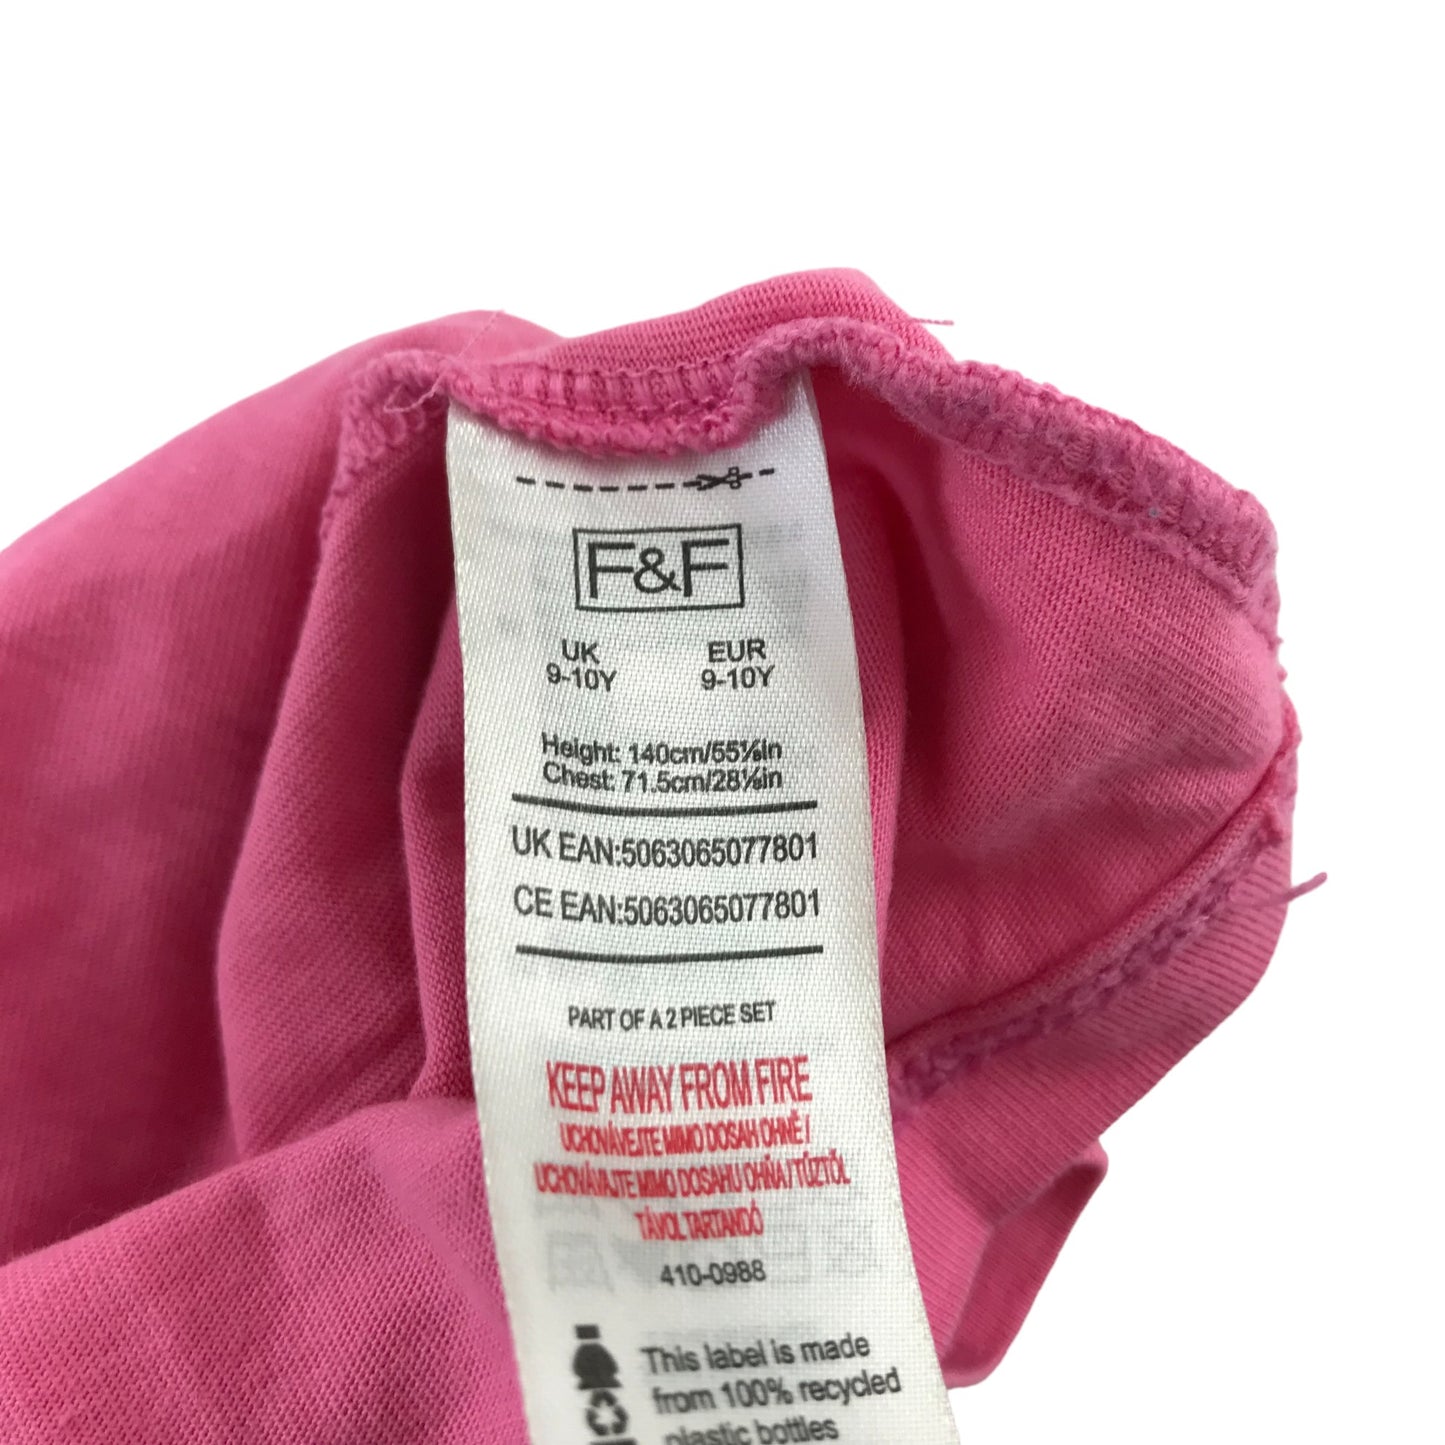 F&F
UK EUR
9-10Y 9-10Y
Height: 140cm/55⅛in
Chest: 71.5cm/28⅛in
UK EAN:5063065077801
CE EAN:5063065077801
PART OF A 2 PIECE SET
KEEP AWAY FROM FIRE
UCHOVÁVEJTE MIMO DOSAH OHNĚ /
UCHOVÁVAJTE MIMO DOSAHU OHŇA / TŰZTŐL
TÁVOL TARTANDÓ
410-0988
This label is made
from 100% recycled
plastic bottles